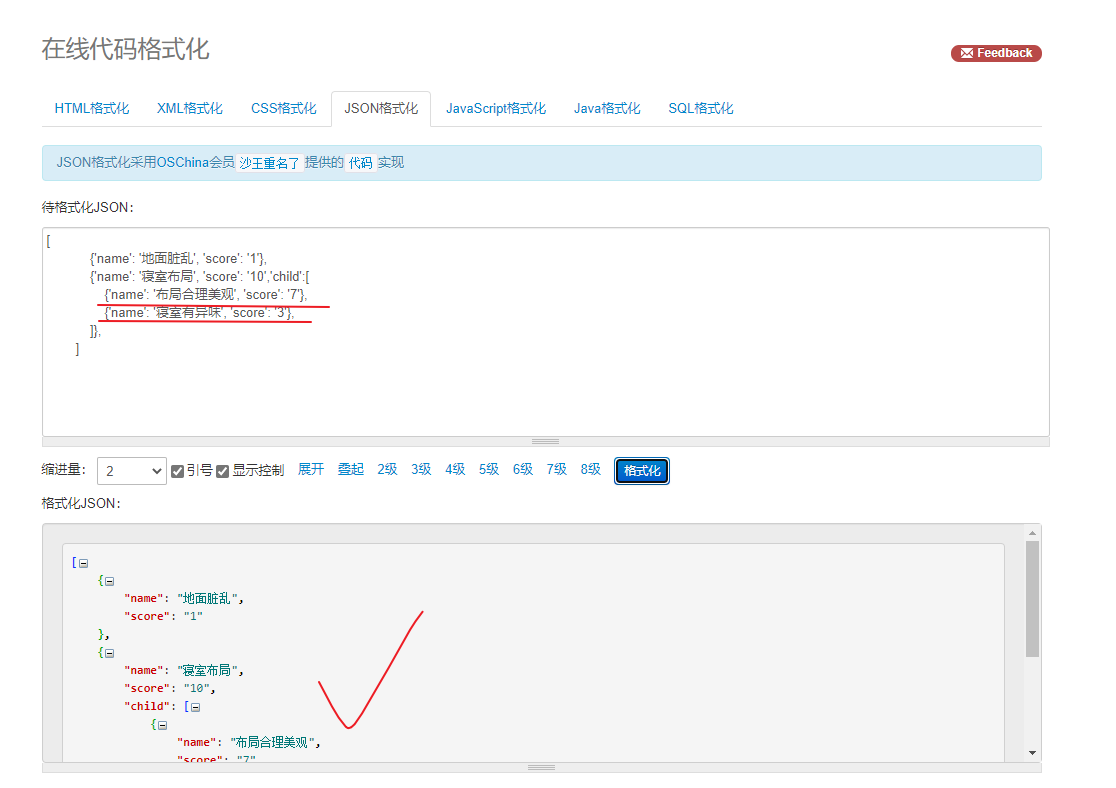 在线代码格式化
Feedback
HTML格式化 XML格式化 CSS格式化 JSON格式化 JavaScript格式化 Java格式化 SQL格式化
JSON格式化采用OSChina会员 沙王重名了 提供的 代码 实现
待格式化JSON：
[
{'name': '地面脏乱', 'score': '1'},
{'name': '寝室布局', 'score': '10','child':[
{'name': '布局合理美观', 'score': '7'},
{'name': '寝室有异味', 'score': '3'},
]},
]
缩进量： 2 引号 显示控制 展开 叠起 2级 3级 4级 5级 6级 7级 8级 格式化
格式化JSON：
[
{
"name": "地面脏乱",
"score": "1"
},
{
"name": "寝室布局",
"score": "10",
"child": [
{
"name": "布局合理美观",
"score": "7"